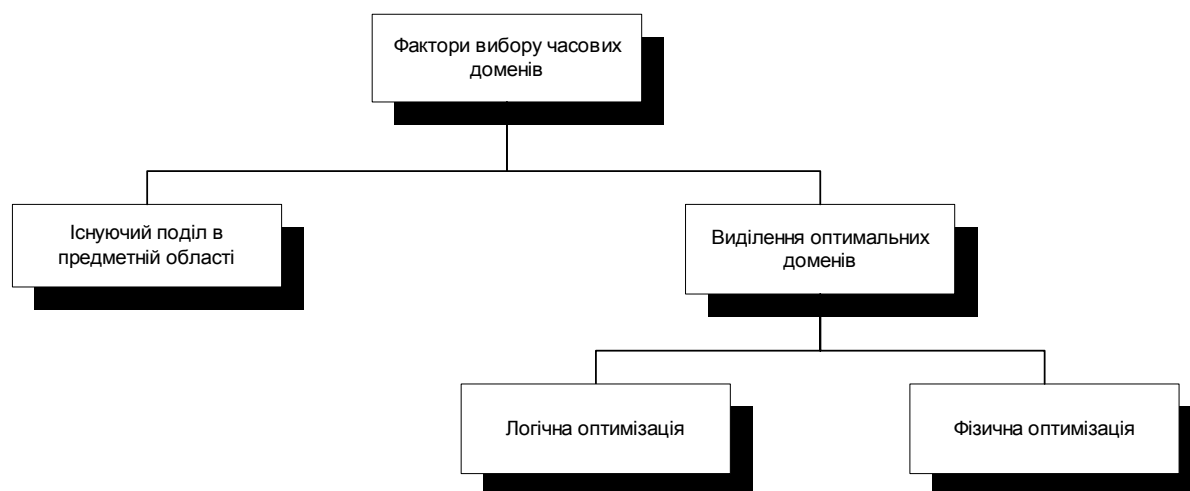 Фактори вибору часових
доменів
Існуючий поділ в
предметній області
Виділення оптимальних
доменів
Логічна оптимізація
Фізична оптимізація